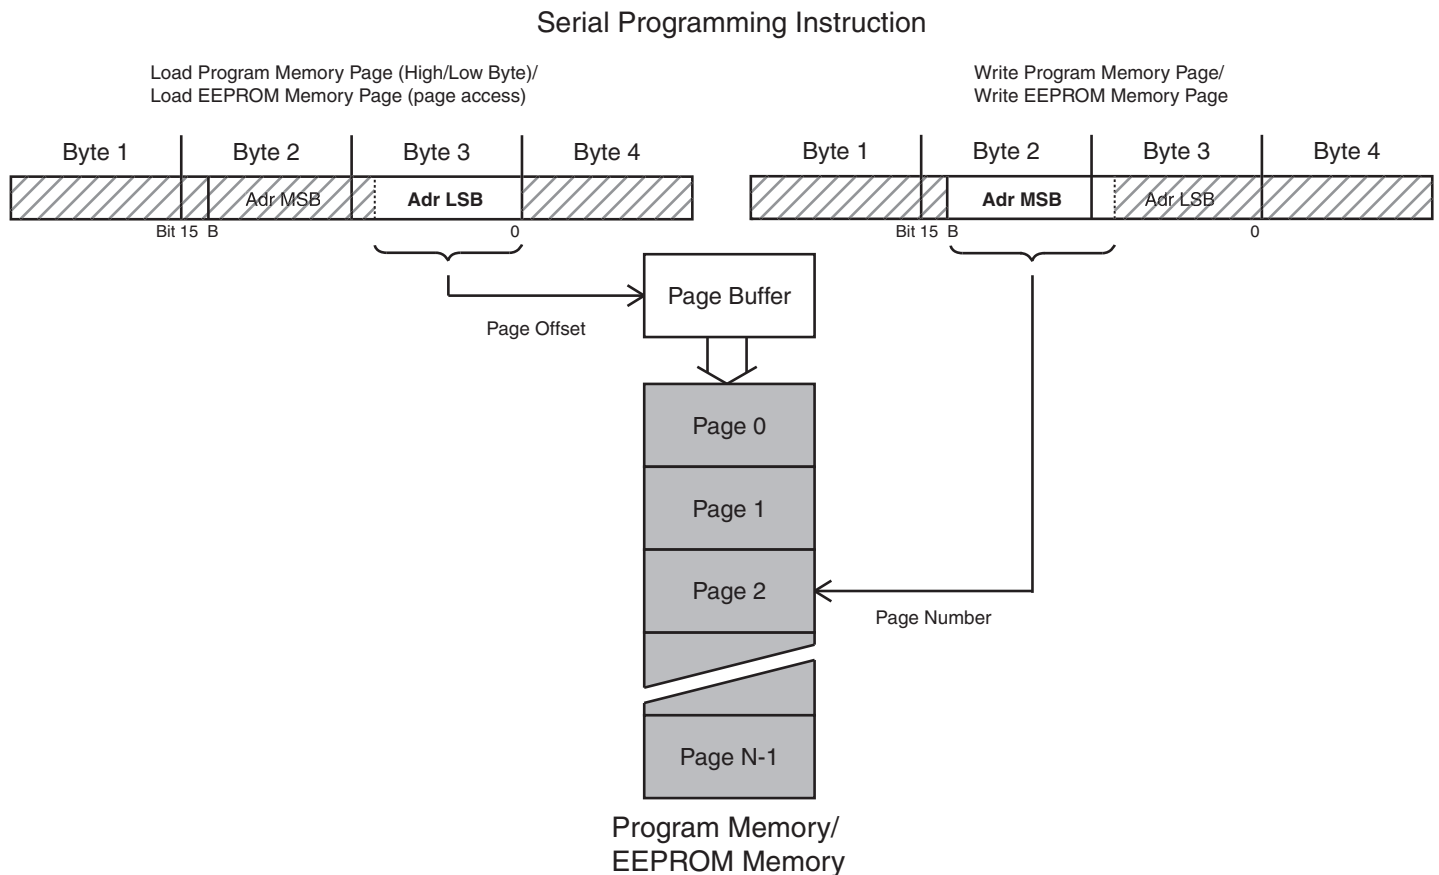 Serial Programming Instruction
Load Program Memory Page (High/Low Byte)/
Load EEPROM Memory Page (page access)
Write Program Memory Page/
Write EEPROM Memory Page
Byte 1 Byte 2 Byte 3 Byte 4
Adr MSB Adr LSB
Bit 15 B 0
Byte 1 Byte 2 Byte 3 Byte 4
Adr MSB Adr LSB
Bit 15 B 0
Page Buffer
Page Offset
Page 0
Page 1
Page 2
Page Number
Page N-1
Program Memory/
EEPROM Memory